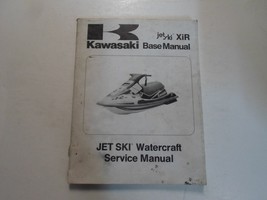 jet ski XiR
Kawasaki Base Manual
JET SKI® Watercraft
Service Manual